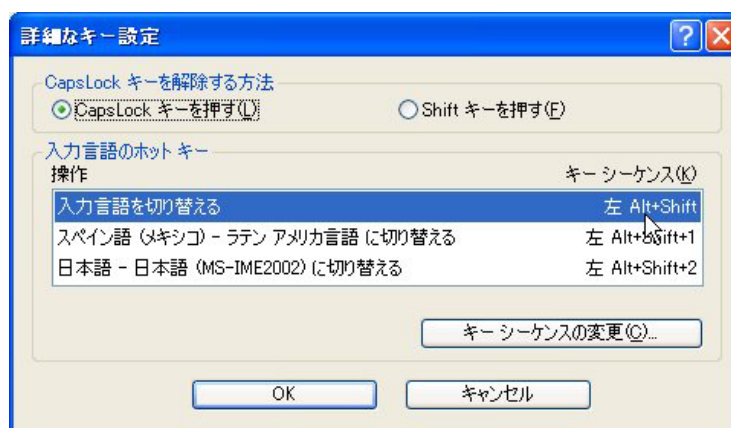 詳細なキー設定
CapsLock キーを解除する方法
CapsLock キーを押す(L)
Shift キーを押す(F)
入力言語のホット キー
操作 キー シーケンス(K)
入力言語を切り替える 左 Alt+Shift
スペイン語 (メキシコ) - ラテン アメリカ言語 に切り替える 左 Alt+Shift+1
日本語 - 日本語 (MS-IME2002) に切り替える 左 Alt+Shift+2
キー シーケンスの変更(C)...
OK キャンセル